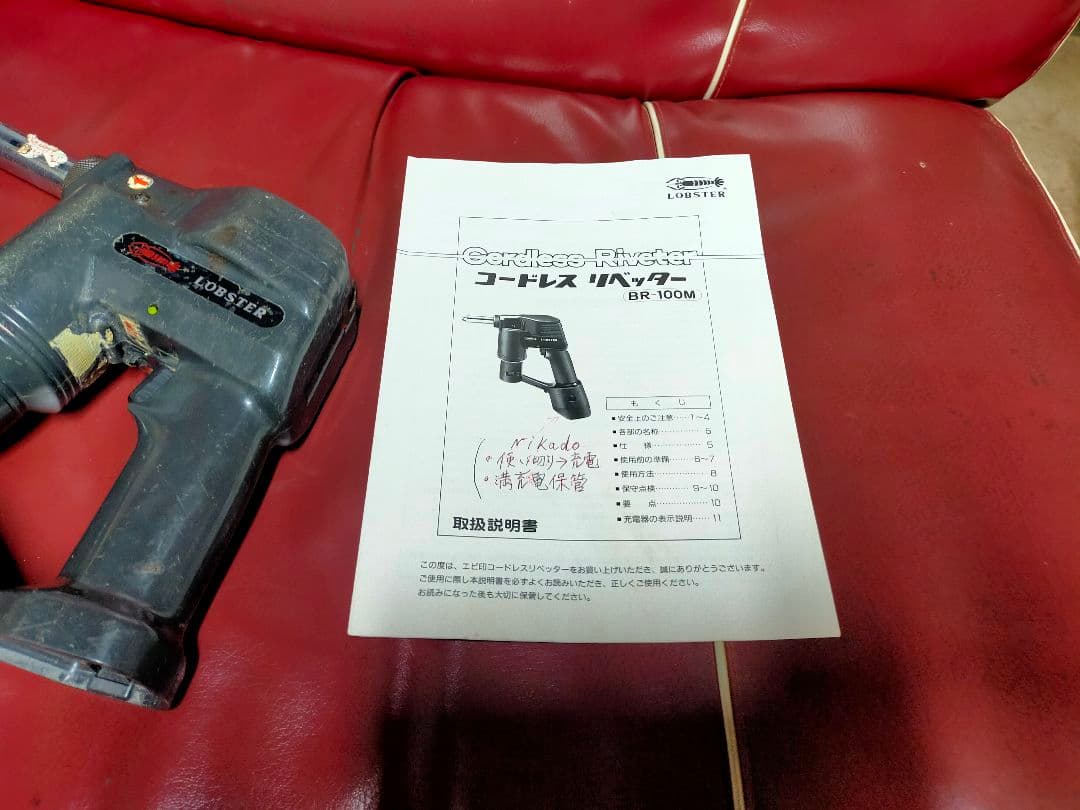 LOBSTER
LOBSTER
Cordless Riveter
コードレス リベッター
BR-100M
もくじ
■安全上のご注意……1～4
■各部の名称……………5
■仕 様………………5
■使用前の準備……6～7
■使用方法………………8
■保守点検………9～10
■要 点……………10
■充電器の表示説明……11
Nikado
・使い切り→充電
・満充電保管
取扱説明書
この度は、エビ印コードレスリベッターをお買い上げいただき、誠にありがとうございます。
ご使用に際し本説明書を必ずよくお読みいただき、正しくご使用ください。
お読みになった後も大切に保管してください。